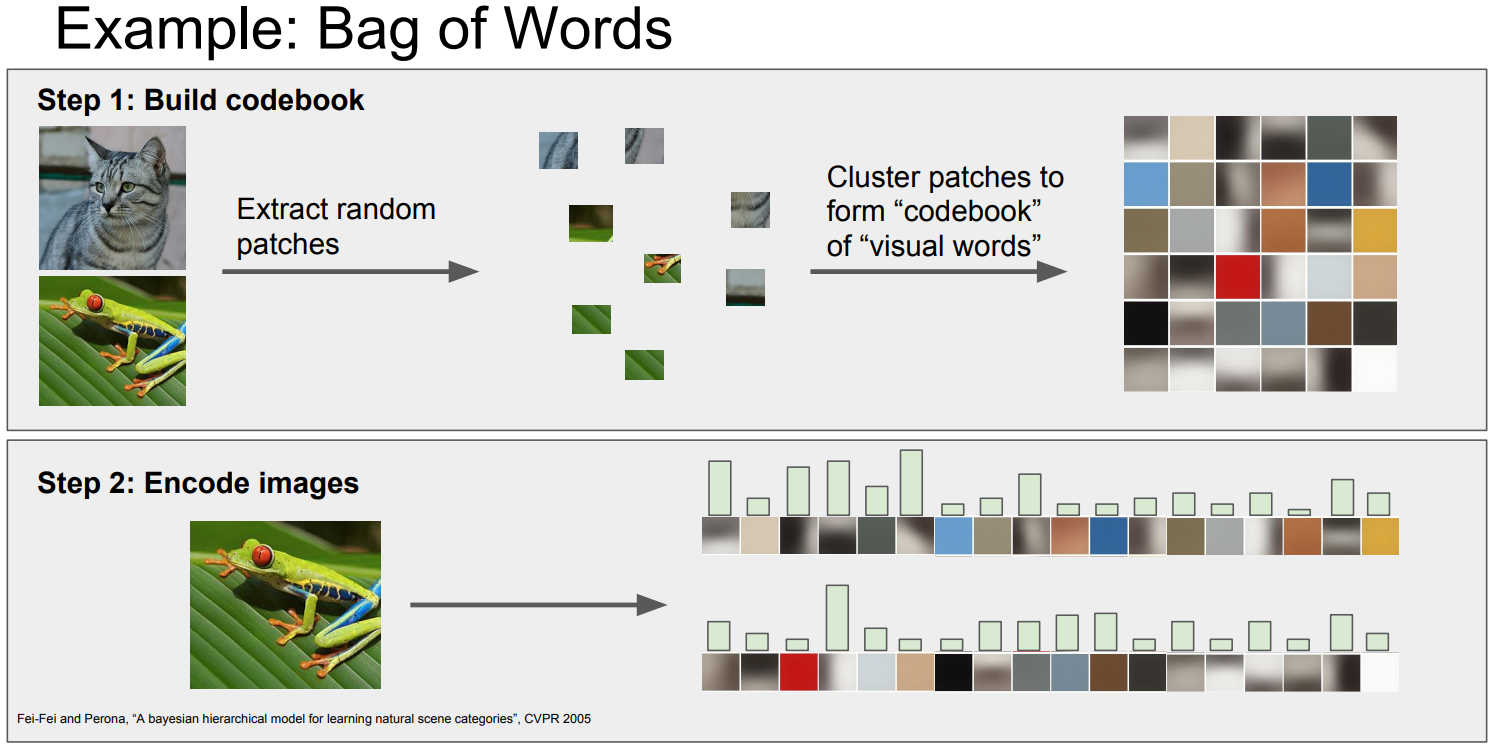 Example: Bag of Words
Step 1: Build codebook
Extract random
patches
Cluster patches to
form “codebook”
of “visual words”
Step 2: Encode images
Fei-Fei and Perona, “A bayesian hierarchical model for learning natural scene categories”, CVPR 2005